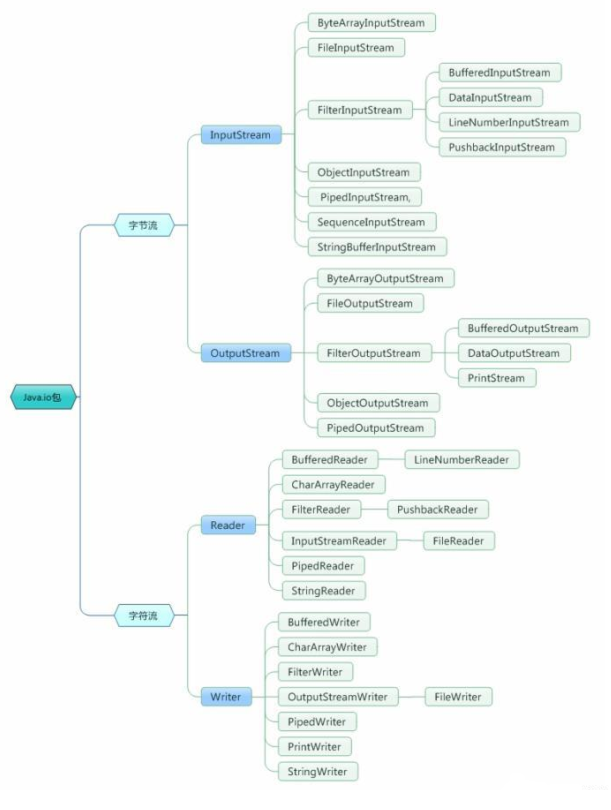 Java.io包
字节流
InputStream
ByteArrayInputStream
FileInputStream
FilterInputStream
BufferedInputStream
DataInputStream
LineNumberInputStream
PushbackInputStream
ObjectInputStream
PipedInputStream,
SequenceInputStream
StringBufferInputStream
OutputStream
ByteArrayOutputStream
FileOutputStream
FilterOutputStream
BufferedOutputStream
DataOutputStream
PrintStream
ObjectOutputStream
PipedOutputStream
字符流
Reader
BufferedReader
LineNumberReader
CharArrayReader
FilterReader
PushbackReader
InputStreamReader
FileReader
PipedReader
StringReader
Writer
BufferedWriter
CharArrayWriter
FilterWriter
OutputStreamWriter
FileWriter
PipedWriter
PrintWriter
StringWriter